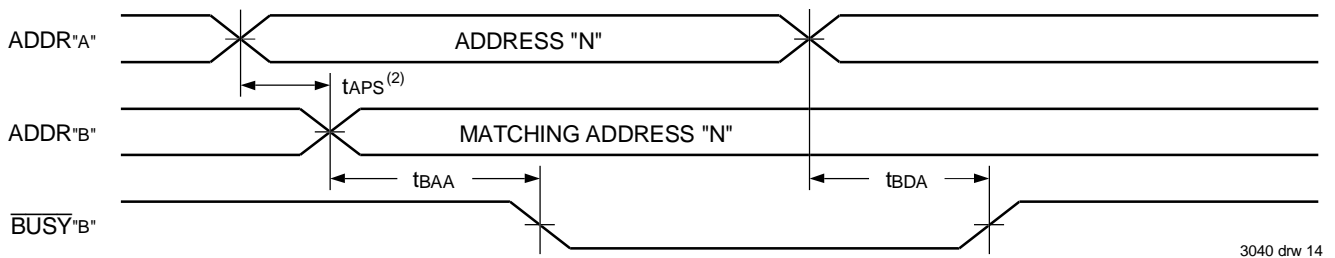 ADDR"A"
ADDRESS "N"
tAPS(2)
ADDR"B"
MATCHING ADDRESS "N"
tBAA
tBDA
BUSY"B"
3040 drw 14